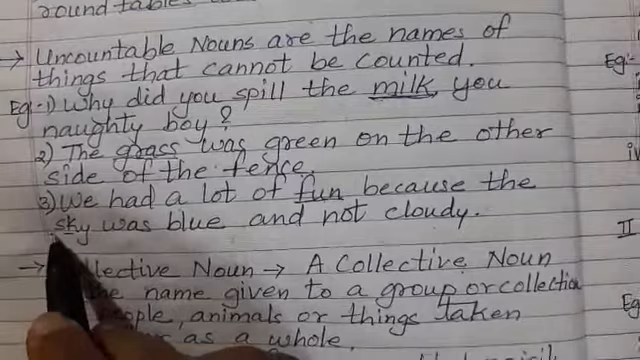 round tables
→ Uncountable Nouns are the names of Eg:-
things that cannot be counted.
Eg:-1) Why did you spill the milk you
naughty boy?
2) The grass was green on the other
side of the fence.
3) We had a lot of fun because the
sky was blue and not cloudy.
→ llective Noun → A Collective Noun II
the name given to a group or collection
people, animals or things taken Eg
as a whole.